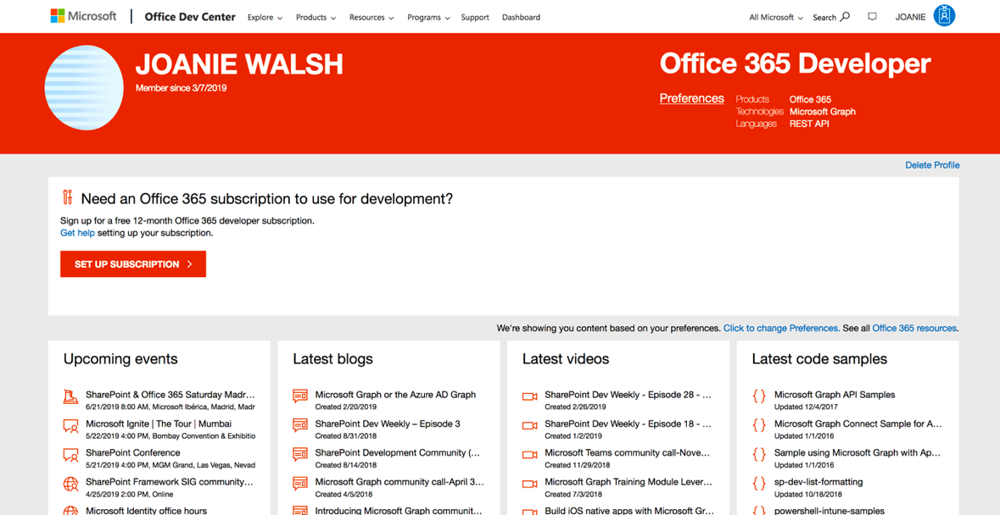 Microsoft
Office Dev Center
Explore
Products
Resources
Programs
Support
Dashboard
All Microsoft
Search
JOANIE
JOANIE WALSH
Member since 3/7/2019
Office 365 Developer
Preferences
Products Office 365
Technologies Microsoft Graph
Languages REST API
Delete Profile
Need an Office 365 subscription to use for development?
Sign up for a free 12-month Office 365 developer subscription.
Get help setting up your subscription.
SET UP SUBSCRIPTION
We're showing you content based on your preferences. Click to change Preferences. See all Office 365 resources.
Upcoming events
SharePoint & Office 365 Saturday Madr...
6/21/2019 8:00 AM, Microsoft Ibérica, Madrid, Madr
Microsoft Ignite | The Tour | Mumbai
5/22/2019 4:00 PM, Bombay Convention & Exhibitio
SharePoint Conference
5/21/2019 4:00 PM, MGM Grand, Las Vegas, Nevad
SharePoint Framework SIG community...
4/25/2019 2:00 PM, Online
Microsoft Identity office hours
Latest blogs
Microsoft Graph or the Azure AD Graph
Created 2/20/2019
SharePoint Dev Weekly – Episode 3
Created 8/31/2018
SharePoint Development Community (...
Created 8/14/2018
Microsoft Graph community call-April 3...
Created 4/5/2018
Introducing Microsoft Graph communit...
Latest videos
SharePoint Dev Weekly - Episode 28 - ...
Created 2/26/2019
SharePoint Dev Weekly - Episode 18 - ...
Created 1/2/2019
Microsoft Teams community call-Nove...
Created 11/29/2018
Microsoft Graph Training Module Lever...
Created 7/3/2018
Build iOS native apps with Microsoft Gr...
Latest code samples
Microsoft Graph API Samples
Updated 12/4/2017
Microsoft Graph Connect Sample for A...
Updated 1/1/2016
Sample using Microsoft Graph with Ap...
Updated 1/1/2016
sp-dev-list-formatting
Updated 10/18/2018
powershell-intune-samples